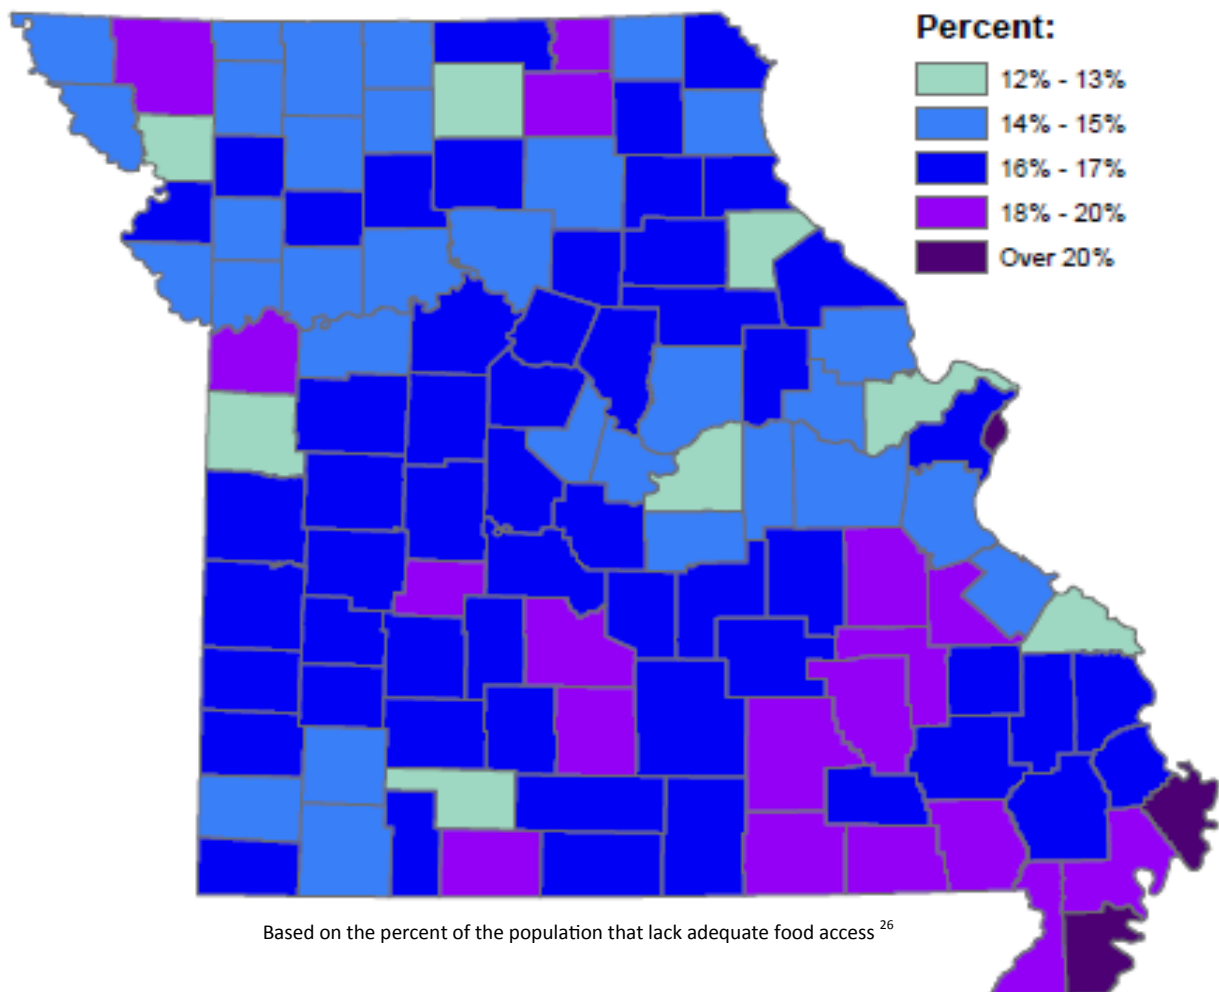 Percent:
12% - 13%
14% - 15%
16% - 17%
18% - 20%
Over 20%
Based on the percent of the population that lack adequate food access 26